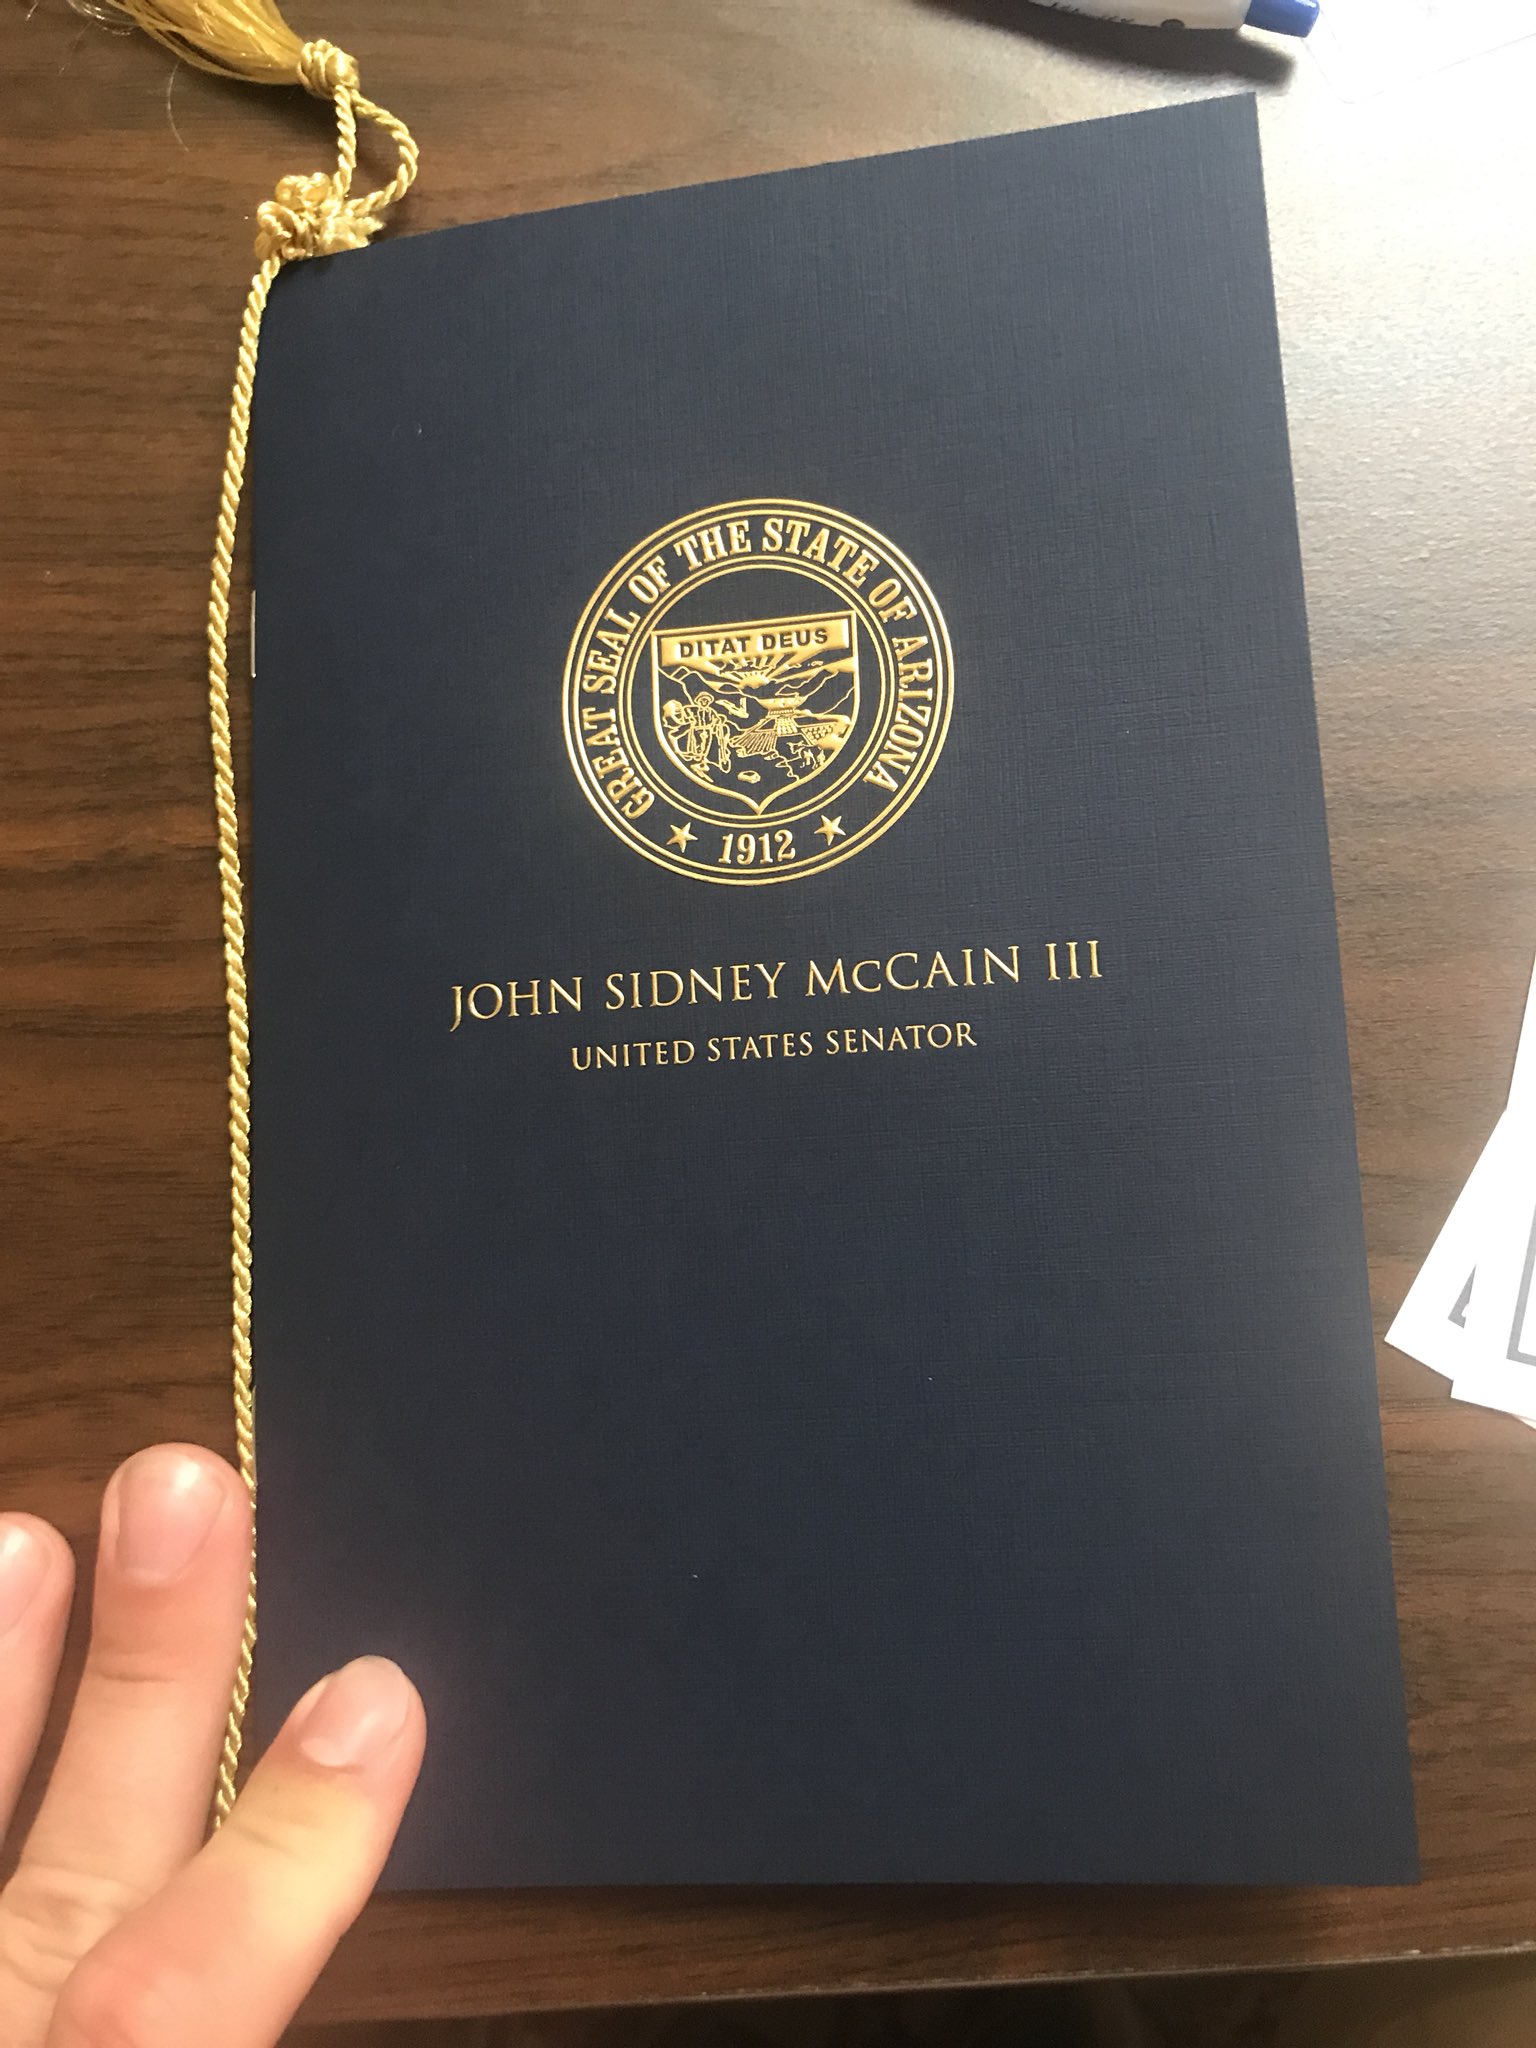 GREAT SEAL OF THE STATE OF ARIZONA
DITAT DEUS
1912
JOHN SIDNEY McCAIN III
UNITED STATES SENATOR